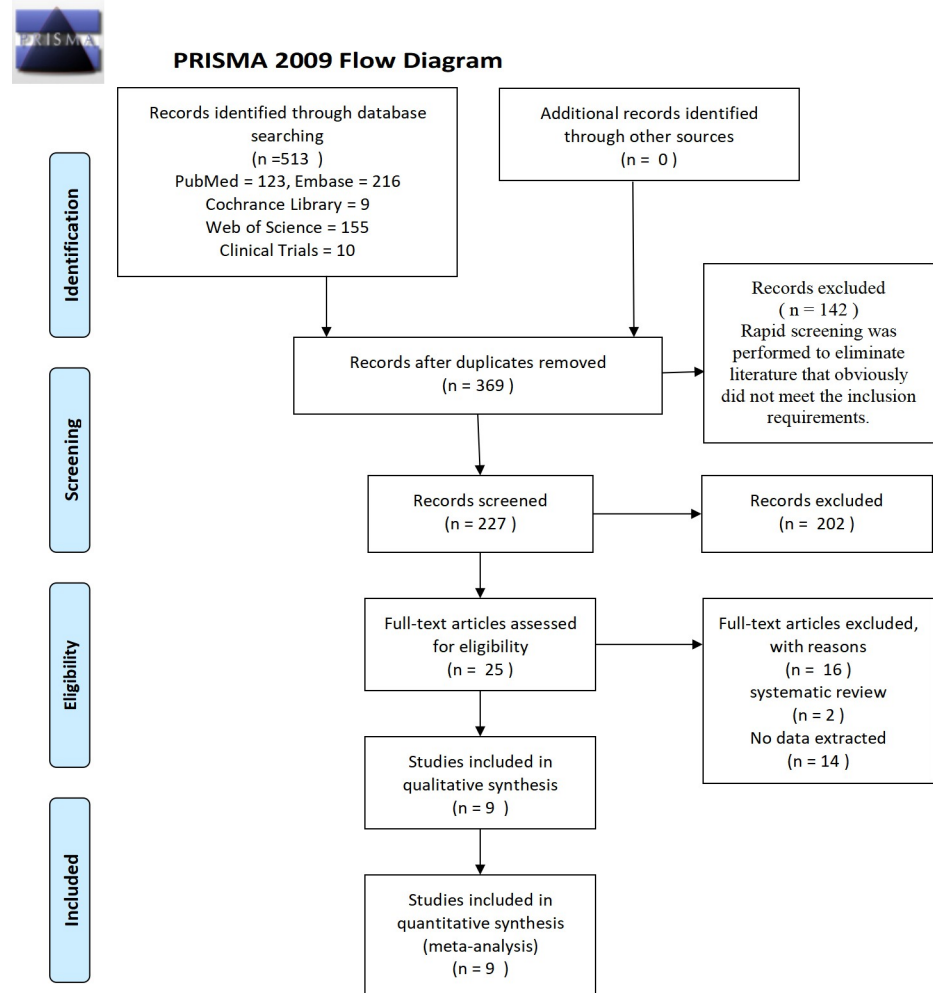 PRISMA
PRISMA 2009 Flow Diagram
Records identified through database
searching
(n =513 )
PubMed = 123, Embase = 216
Cochrance Library = 9
Web of Science = 155
Clinical Trials = 10
Additional records identified
through other sources
(n = 0 )
Identification
Records excluded
( n = 142 )
Rapid screening was
performed to eliminate
literature that obviously
did not meet the inclusion
requirements.
Records after duplicates removed
(n = 369 )
Screening
Records screened
(n = 227 )
Records excluded
(n = 202 )
Eligibility
Full-text articles assessed
for eligibility
(n = 25 )
Full-text articles excluded,
with reasons
(n = 16 )
systematic review
(n = 2 )
No data extracted
(n = 14 )
Studies included in
qualitative synthesis
(n = 9 )
Included
Studies included in
quantitative synthesis
(meta-analysis)
(n = 9 )